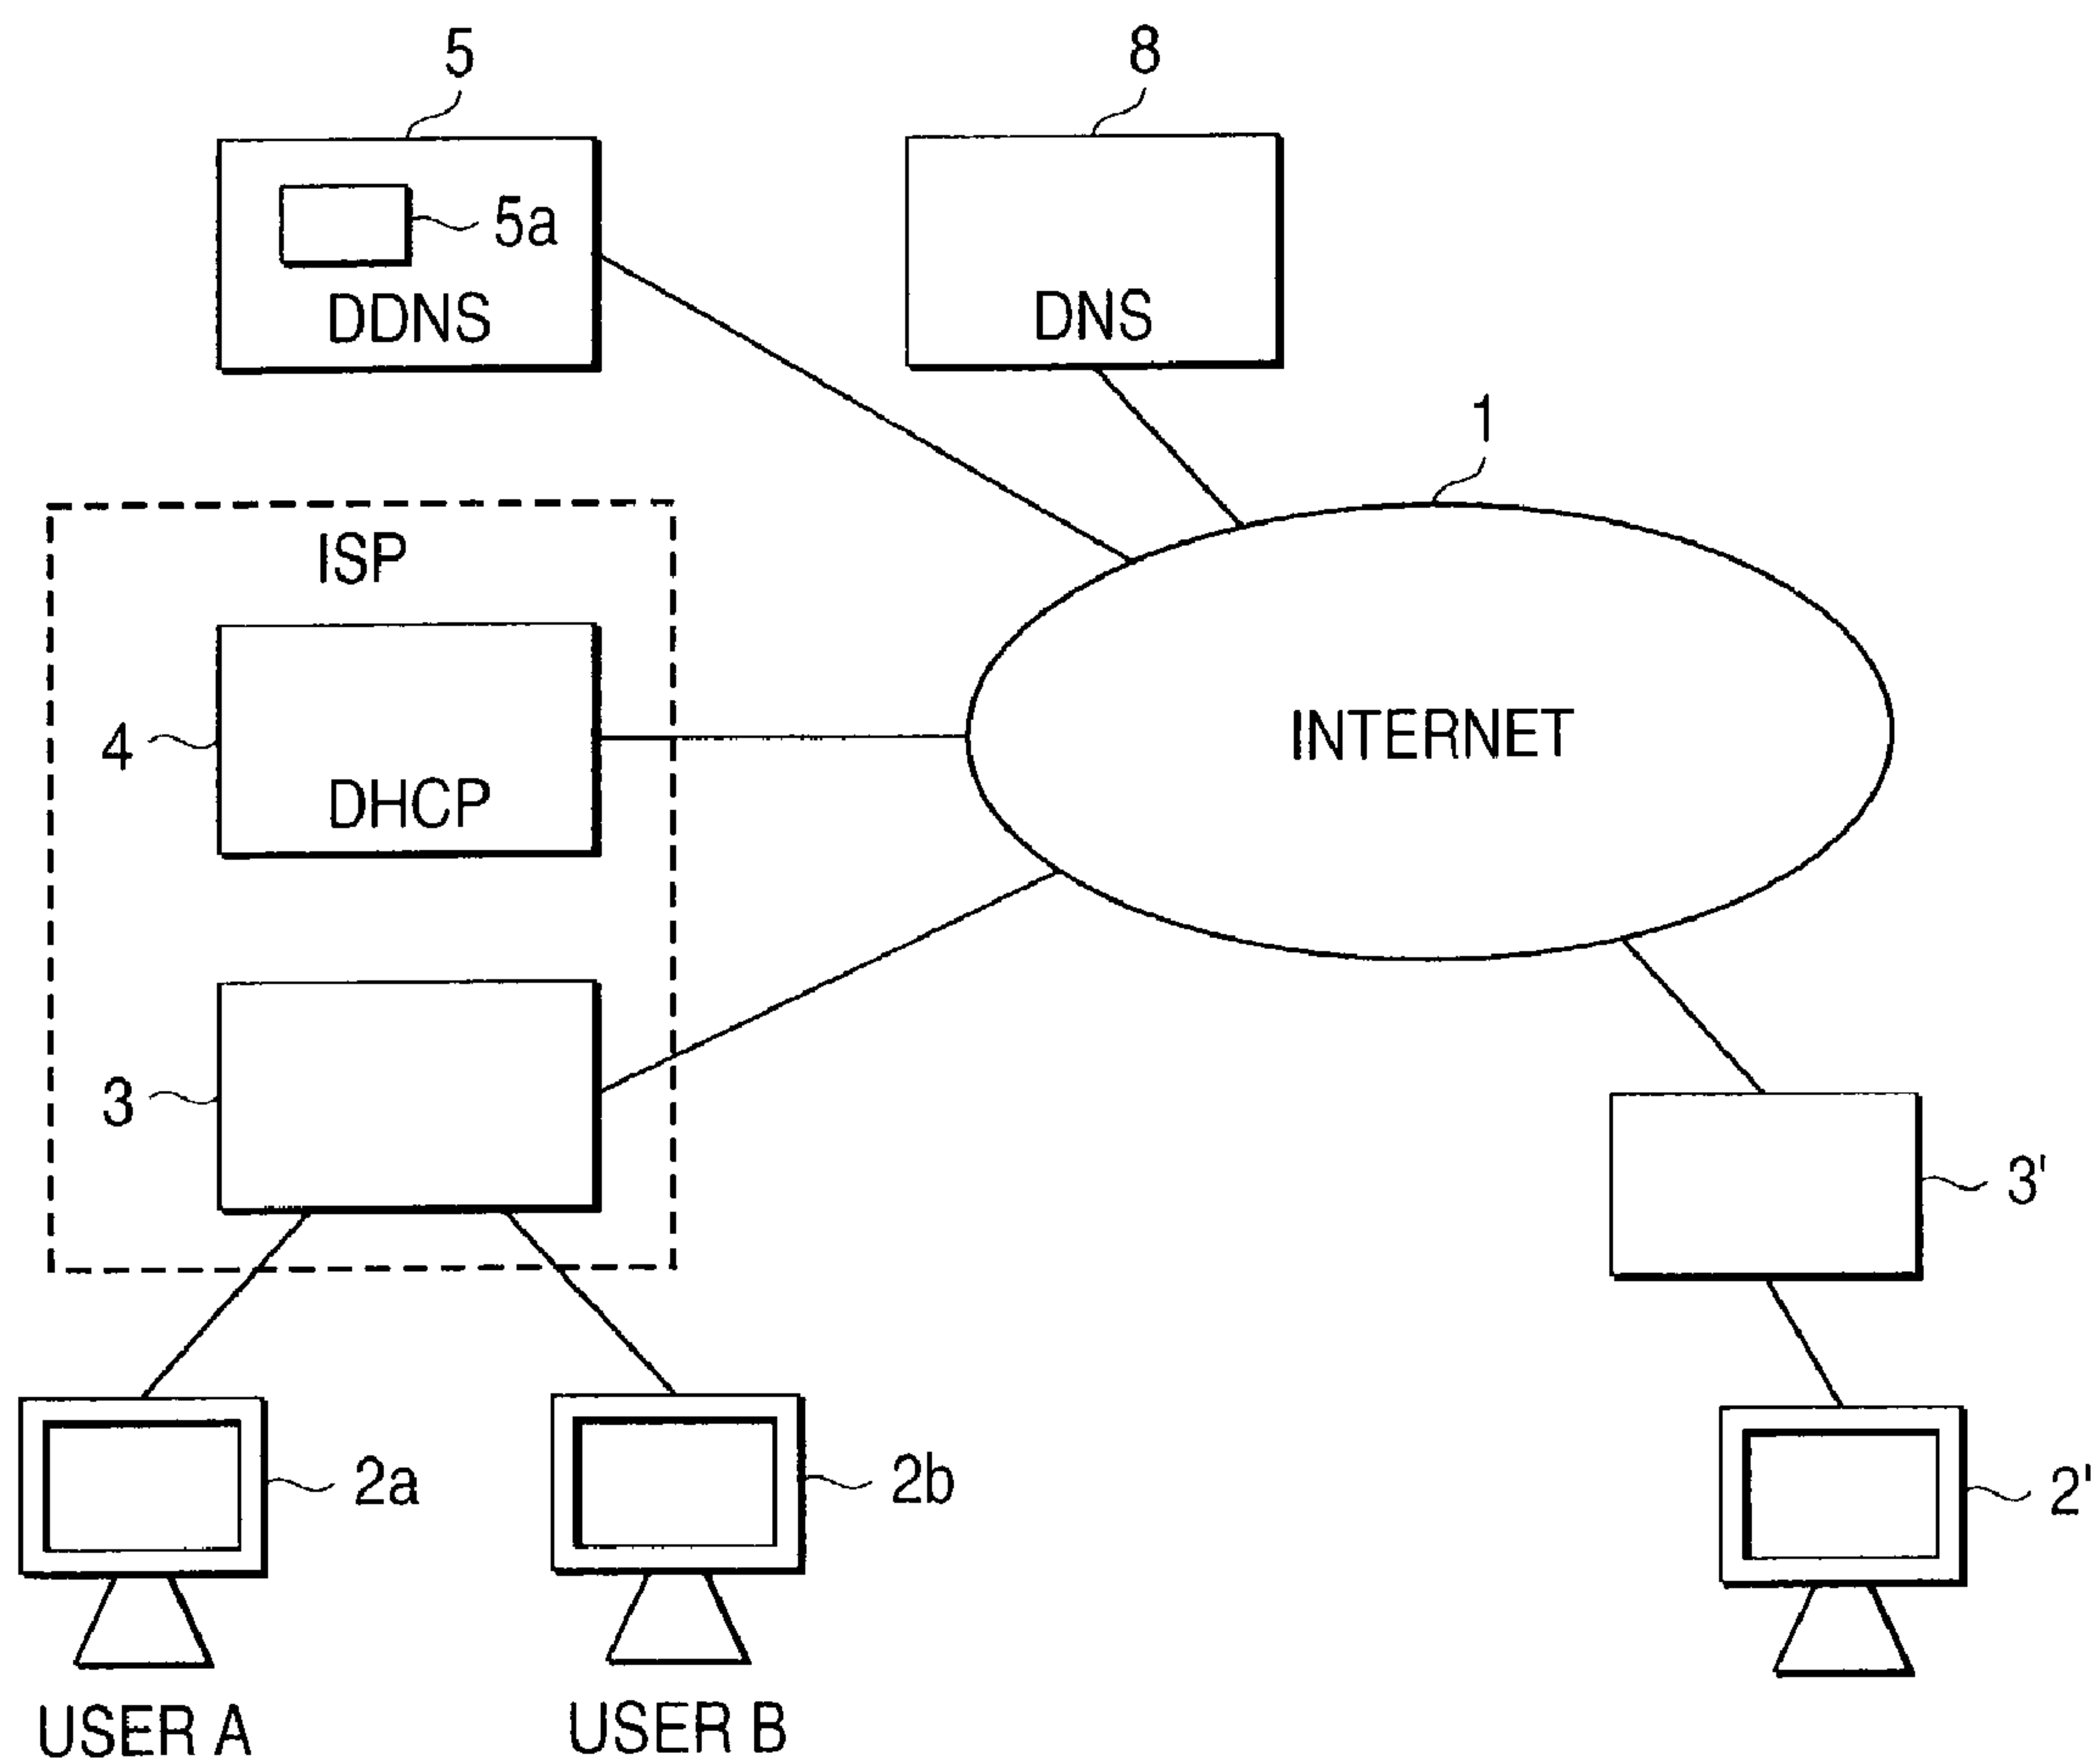 5
8
5a
DDNS
DNS
1
ISP
4
DHCP
INTERNET
3
3'
2a
2b
2'
USER A
USER B